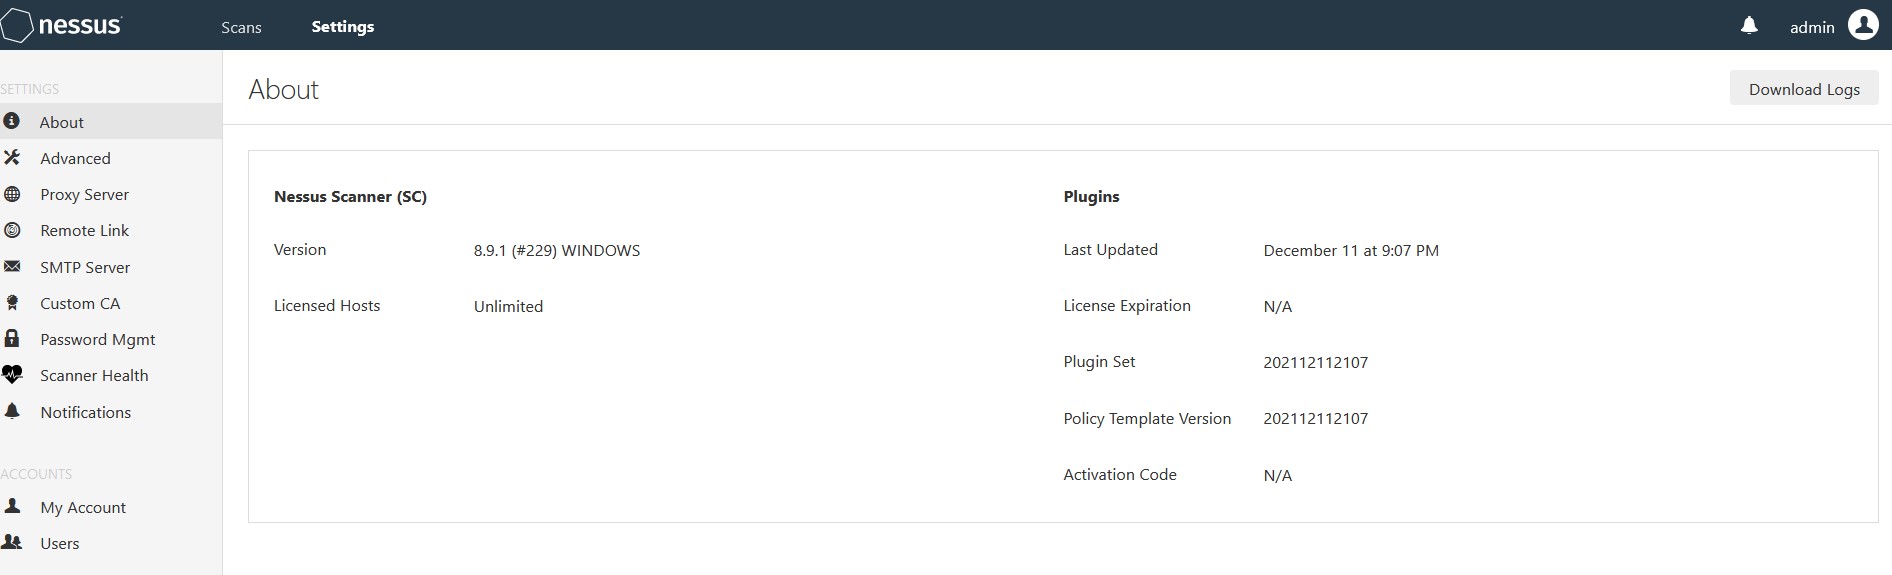 nessus
Scans
Settings
admin
SETTINGS
About
Advanced
Proxy Server
Remote Link
SMTP Server
Custom CA
Password Mgmt
Scanner Health
Notifications
ACCOUNTS
My Account
Users
About
Download Logs
Nessus Scanner (SC)
Version 8.9.1 (#229) WINDOWS
Licensed Hosts Unlimited
Plugins
Last Updated December 11 at 9:07 PM
License Expiration N/A
Plugin Set 202112112107
Policy Template Version 202112112107
Activation Code N/A